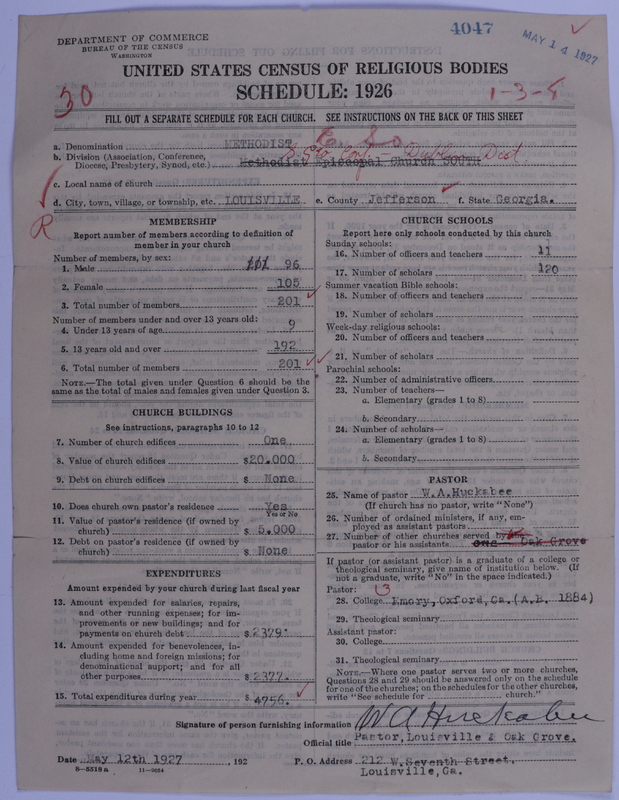 4047
MAY 14 1927
DEPARTMENT OF COMMERCE
BUREAU OF THE CENSUS
WASHINGTON
UNITED STATES CENSUS OF RELIGIOUS BODIES
SCHEDULE: 1926
30
1-3-4
FILL OUT A SEPARATE SCHEDULE FOR EACH CHURCH. SEE INSTRUCTIONS ON THE BACK OF THIS SHEET
a. Denomination METHODIST
b. Division (Association, Conference, Diocese, Presbytery, Synod, etc.) Methodist Episcopal Church SOUTH
S. Ga. Conf Dublin Dist
c. Local name of church
d. City, town, village, or township, etc. LOUISVILLE e. County Jefferson f. State Georgia.
R
MEMBERSHIP
Report number of members according to definition of
member in your church
Number of members, by sex:
1. Male 96
2. Female 105
3. Total number of members 201
Number of members under and over 13 years old:
4. Under 13 years of age 9
5. 13 years old and over 192
6. Total number of members 201
NOTE.—The total given under Question 6 should be the
same as the total of males and females given under Question 3.
CHURCH BUILDINGS
See instructions, paragraphs 10 to 12
7. Number of church edifices One
8. Value of church edifices $20.000
9. Debt on church edifices $ None
10. Does church own pastor's residence Yes
Yes or No
11. Value of pastor's residence (if owned by
church) $ 5.000
12. Debt on pastor's residence (if owned by
church) $ None
EXPENDITURES
Amount expended by your church during last fiscal year
13. Amount expended for salaries, repairs,
and other running expenses; for im-
provements or new buildings; and for
payments on church debt $ 2379.
14. Amount expended for benevolences, in-
cluding home and foreign missions; for
denominational support; and for all
other purposes $ 2377.
15. Total expenditures during year $ 4756.
CHURCH SCHOOLS
Report here only schools conducted by this church
Sunday schools:
16. Number of officers and teachers 11
17. Number of scholars 120
Summer vacation Bible schools:
18. Number of officers and teachers
19. Number of scholars
Week-day religious schools:
20. Number of officers and teachers
21. Number of scholars
Parochial schools:
22. Number of administrative officers
23. Number of teachers—
a. Elementary (grades 1 to 8)
b. Secondary
24. Number of scholars—
a. Elementary (grades 1 to 8)
b. Secondary
PASTOR
25. Name of pastor W.A.Huckabee
(If church has no pastor, write "None")
26. Number of ordained ministers, if any, em-
ployed as assistant pastors
27. Number of other churches served by
pastor or his assistants one Oak Grove
If pastor (or assistant pastor) is a graduate of a college or
theological seminary, give name of institution below. (If
not a graduate, write "No" in the space indicated.)
Pastor:
28. College Emory, Oxford, Ga. (A.B. 1884)
29. Theological seminary
Assistant pastor:
30. College
31. Theological seminary
NOTE.—Where one pastor serves two or more churches,
Questions 28 and 29 should be answered only on the schedule
for one of the churches; on the schedules for the other churches,
write "See schedule for church."
Signature of person furnishing information W A Huckabee
Official title Pastor, Louisville & Oak Grove.
Date May 12th 1927, 192 P. O. Address 212 W. Seventh Street.
8-5518a 11-9054 Louisville, Ga.